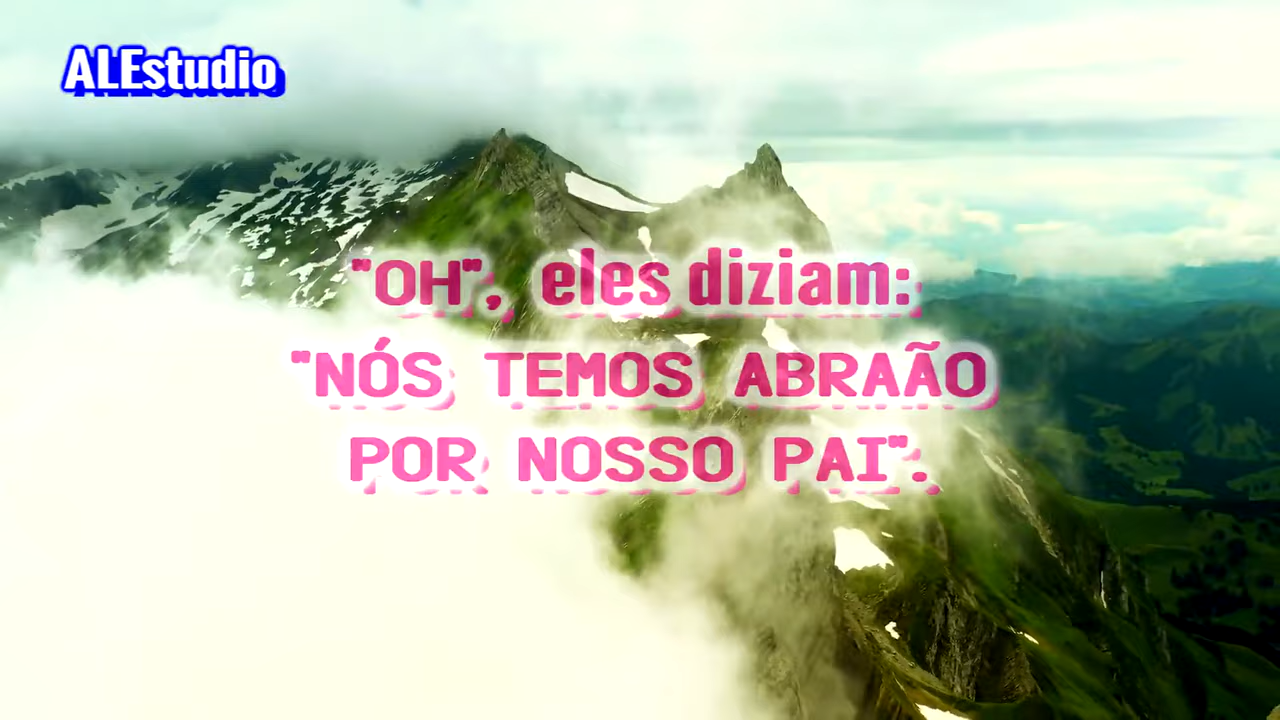 ALEstudio
"OH", eles diziam:
"NÓS TEMOS ABRAÃO
POR NOSSO PAI".